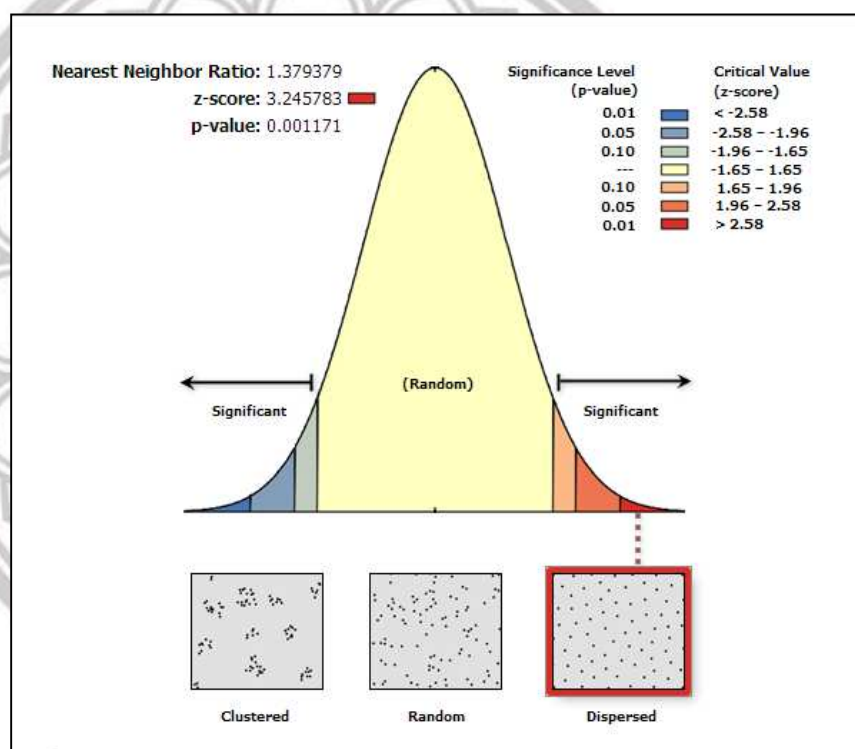 Nearest Neighbor Ratio: 1.379379
z-score: 3.245783
p-value: 0.001171
Significance Level
(p-value)
Critical Value
(z-score)
0.01 < -2.58
0.05 -2.58 – -1.96
0.10 -1.96 – -1.65
--- -1.65 – 1.65
0.10 1.65 – 1.96
0.05 1.96 – 2.58
0.01 > 2.58
(Random)
Significant Significant
Clustered Random Dispersed